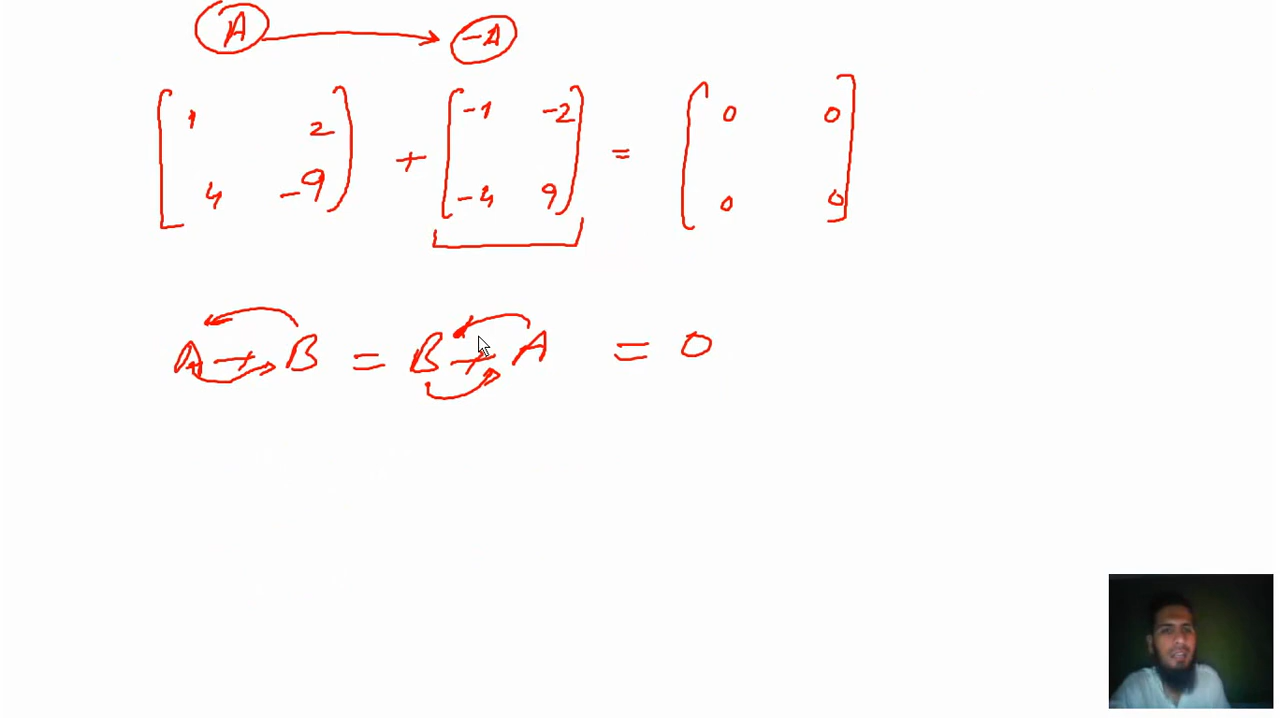 A → -A
[1 2 4 -9] + [-1 -2 -4 9] = [0 0 0 0]
A + B = B + A = 0